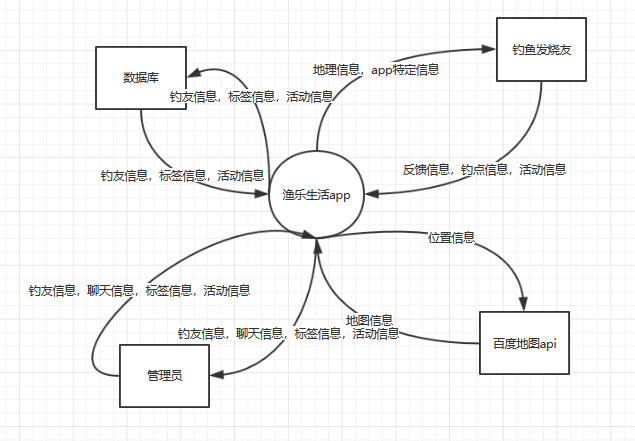 数据库
钓鱼发烧友
地理信息，app特定信息
钓友信息，标签信息，活动信息
钓友信息，标签信息，活动信息
反馈信息，钓点信息，活动信息
渔乐生活app
位置信息
钓友信息，聊天信息，标签信息，活动信息
地图信息
钓友信息，聊天信息，标签信息，活动信息
百度地图api
管理员